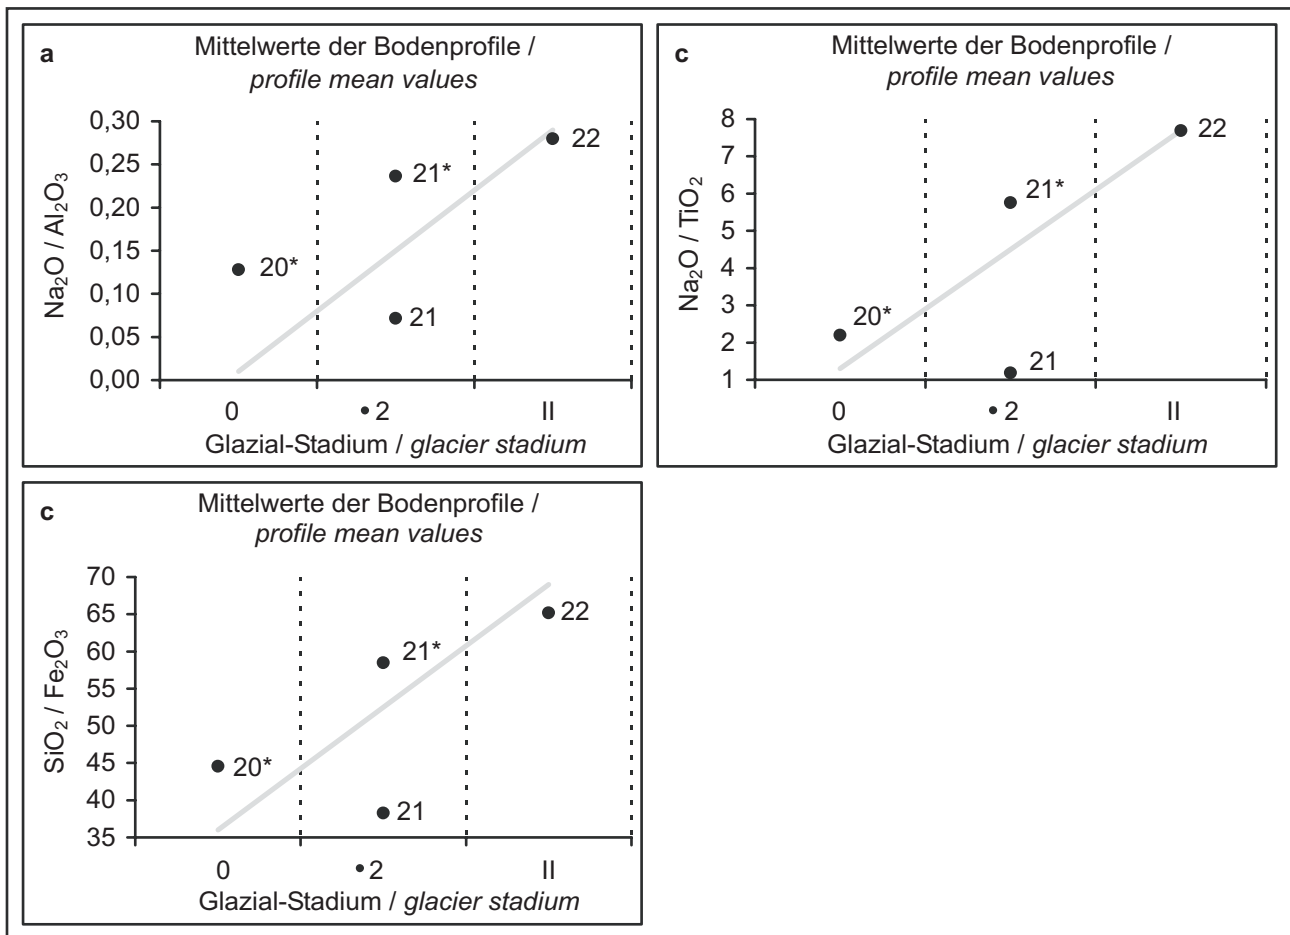 a
Mittelwerte der Bodenprofile /
profile mean values
0,30
0,25
0,20
0,15
0,10
0,05
0,00
Na₂O / Al₂O₃
20*
21*
21
22
0 •2 II
Glazial-Stadium / glacier stadium
c
Mittelwerte der Bodenprofile /
profile mean values
8
7
6
5
4
3
2
1
Na₂O / TiO₂
20*
21*
21
22
0 •2 II
Glazial-Stadium / glacier stadium
c
Mittelwerte der Bodenprofile /
profile mean values
70
65
60
55
50
45
40
35
SiO₂ / Fe₂O₃
20*
21*
21
22
0 •2 II
Glazial-Stadium / glacier stadium